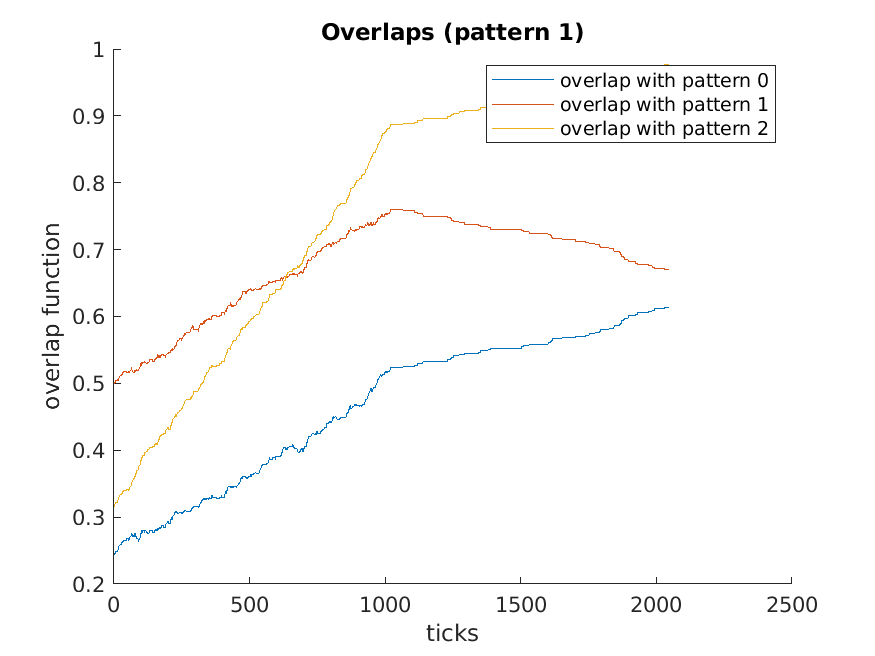 Overlaps (pattern 1)
overlap with pattern 0
overlap with pattern 1
overlap with pattern 2
1
0.9
0.8
0.7
0.6
0.5
0.4
0.3
0.2
overlap function
0 500 1000 1500 2000 2500
ticks